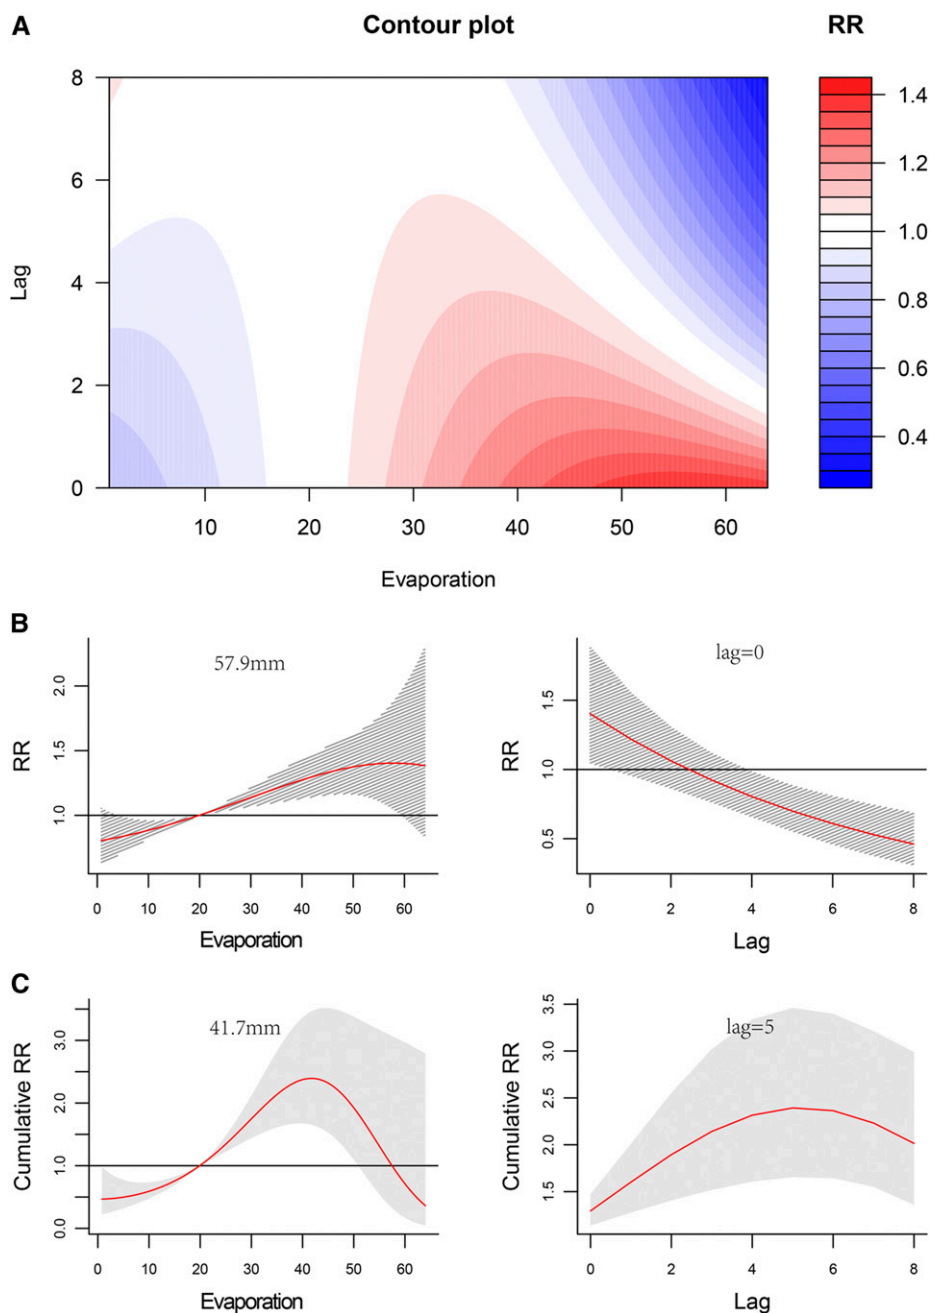 A Contour plot RR
8
6
4
2
0
Lag
10 20 30 40 50 60
Evaporation
1.4
1.2
1.0
0.8
0.6
0.4
B
57.9mm
RR
2.0
1.5
1.0
0 10 20 30 40 50 60
Evaporation
lag=0
RR
1.5
1.0
0.5
0 2 4 6 8
Lag
C
41.7mm
Cumulative RR
3.0
2.0
1.0
0.0
0 10 20 30 40 50 60
Evaporation
lag=5
Cumulative RR
3.5
3.0
2.5
2.0
1.5
0 2 4 6 8
Lag